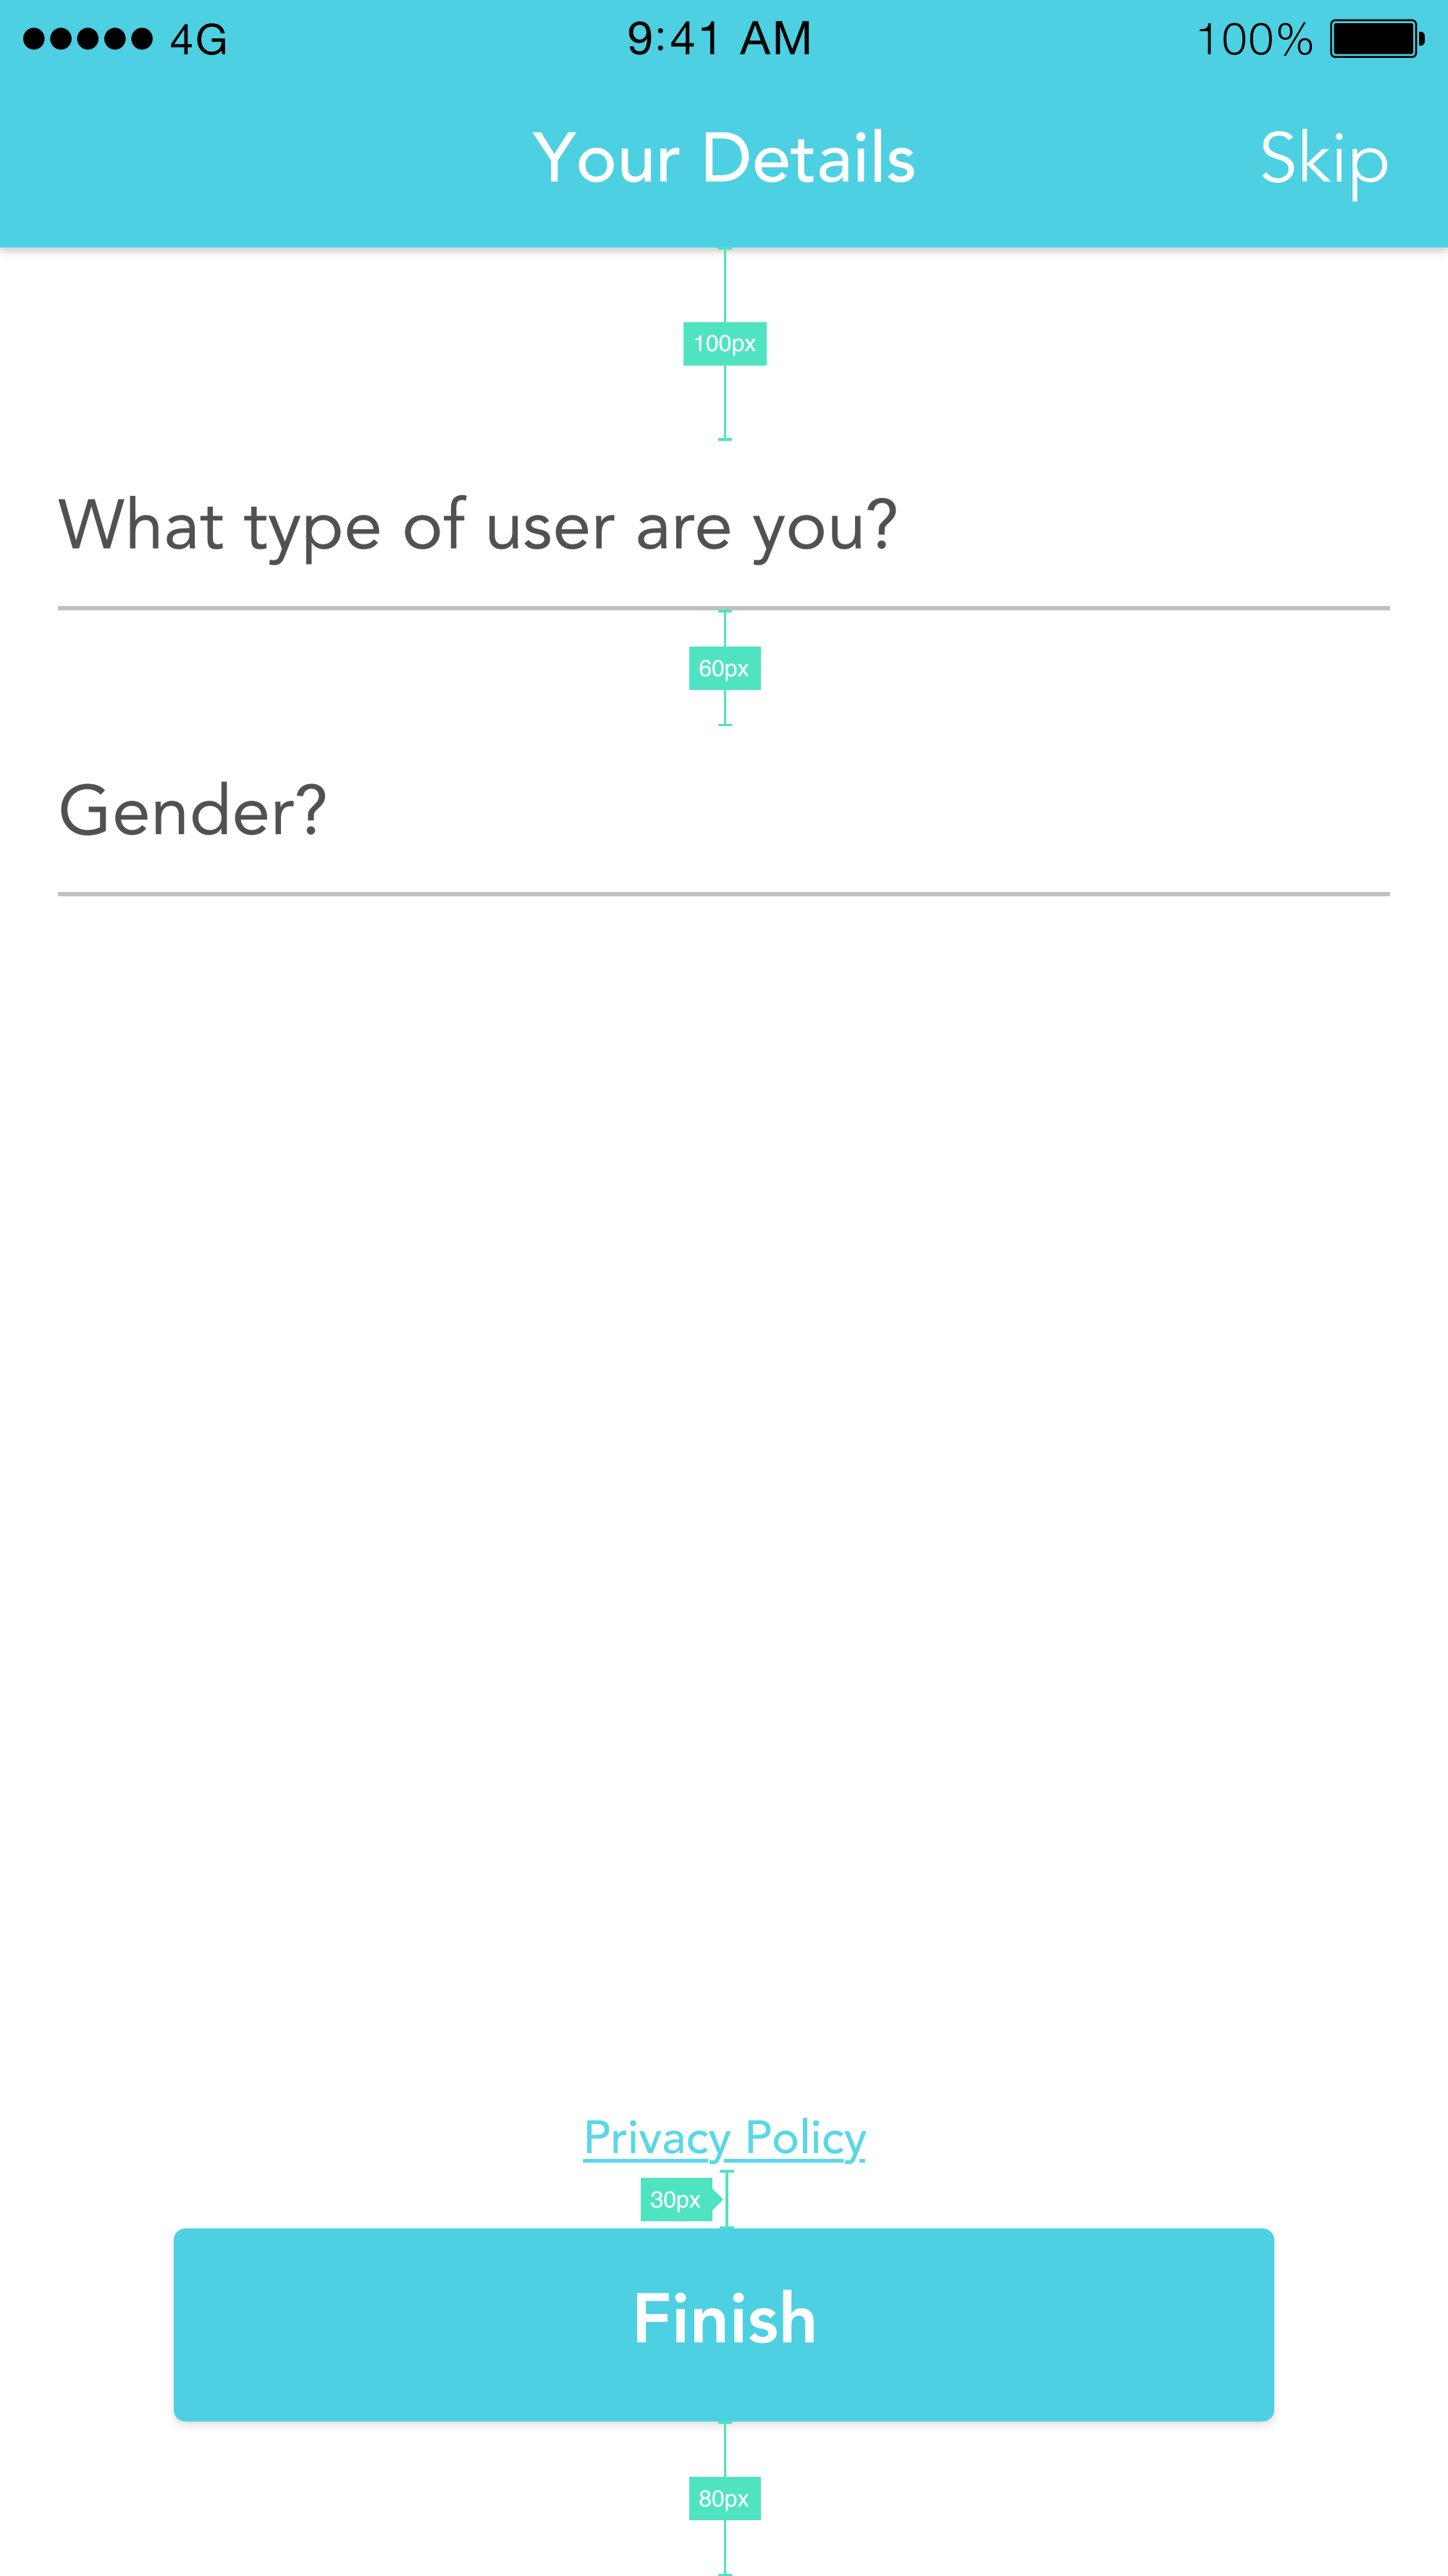 4G 9:41 AM 100%
Your Details Skip
100px
What type of user are you?
60px
Gender?
Privacy Policy
30px
Finish
80px